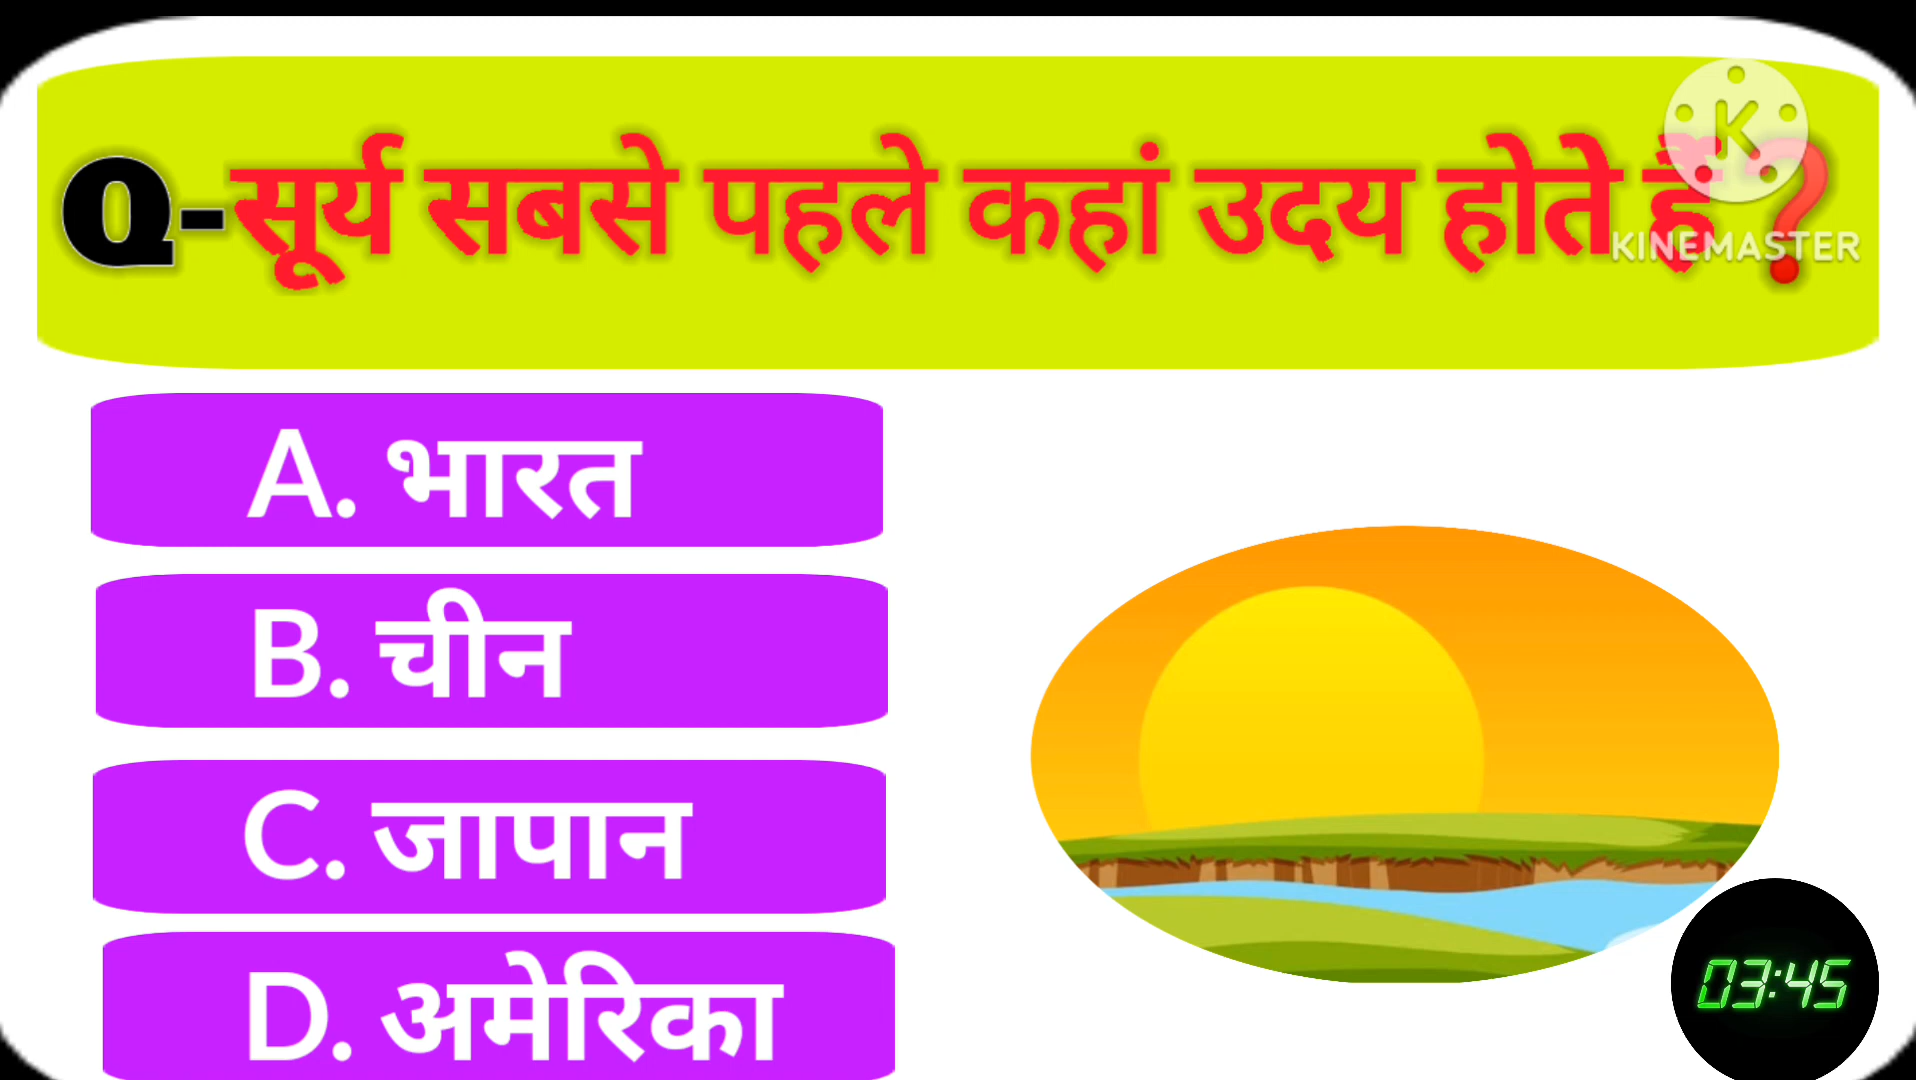 Q-सूर्य सबसे पहले कहां उदय होते हैं ?
K
KINEMASTER
A. भारत
B. चीन
C. जापान
D. अमेरिका
03:45